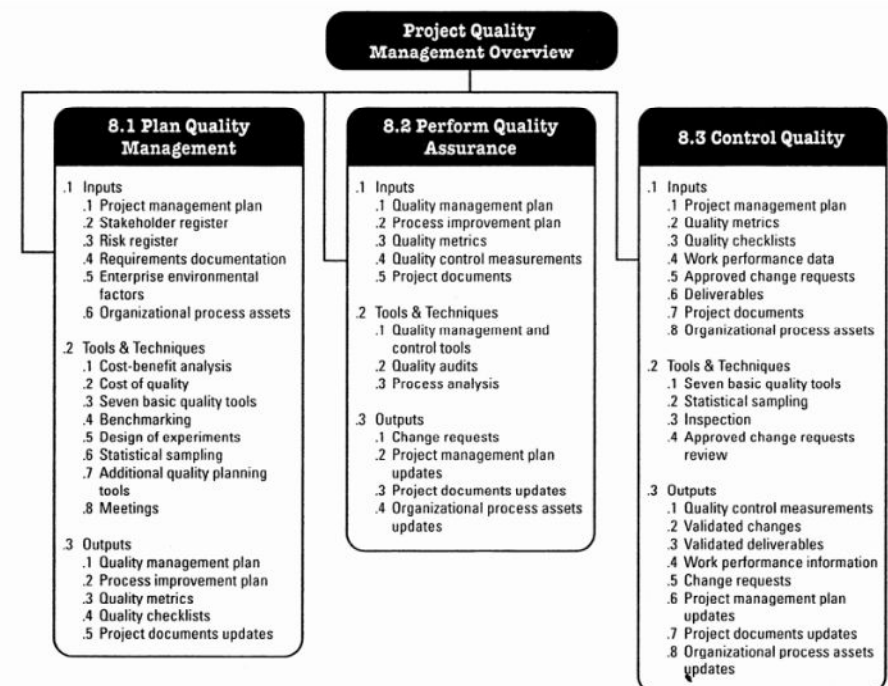 Project Quality
Management Overview
8.1 Plan Quality
Management
.1 Inputs
.1 Project management plan
.2 Stakeholder register
.3 Risk register
.4 Requirements documentation
.5 Enterprise environmental
factors
.6 Organizational process assets
.2 Tools & Techniques
.1 Cost-benefit analysis
.2 Cost of quality
.3 Seven basic quality tools
.4 Benchmarking
.5 Design of experiments
.6 Statistical sampling
.7 Additional quality planning
tools
.8 Meetings
.3 Outputs
.1 Quality management plan
.2 Process improvement plan
.3 Quality metrics
.4 Quality checklists
.5 Project documents updates
8.2 Perform Quality
Assurance
.1 Inputs
.1 Quality management plan
.2 Process improvement plan
.3 Quality metrics
.4 Quality control measurements
.5 Project documents
.2 Tools & Techniques
.1 Quality management and
control tools
.2 Quality audits
.3 Process analysis
.3 Outputs
.1 Change requests
.2 Project management plan
updates
.3 Project documents updates
.4 Organizational process assets
updates
8.3 Control Quality
.1 Inputs
.1 Project management plan
.2 Quality metrics
.3 Quality checklists
.4 Work performance data
.5 Approved change requests
.6 Deliverables
.7 Project documents
.8 Organizational process assets
.2 Tools & Techniques
.1 Seven basic quality tools
.2 Statistical sampling
.3 Inspection
.4 Approved change requests
review
.3 Outputs
.1 Quality control measurements
.2 Validated changes
.3 Validated deliverables
.4 Work performance information
.5 Change requests
.6 Project management plan
updates
.7 Project documents updates
.8 Organizational process assets
updates